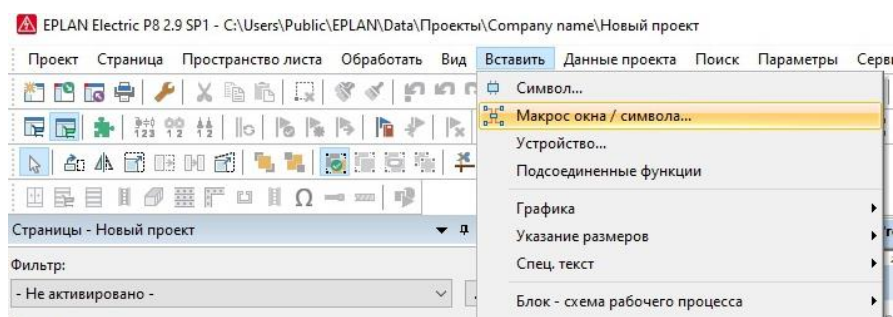 EPLAN Electric P8 2.9 SP1 - C:\Users\Public\EPLAN\Data\Проекты\Company name\Новый проект
Проект Страница Пространство листа Обработать Вид Вставить Данные проекта Поиск Параметры Серви
Символ...
Макрос окна / символа...
Устройство...
Подсоединенные функции
Графика
Указание размеров
Спец. текст
Блок - схема рабочего процесса
Страницы - Новый проект
Фильтр:
- Не активировано -